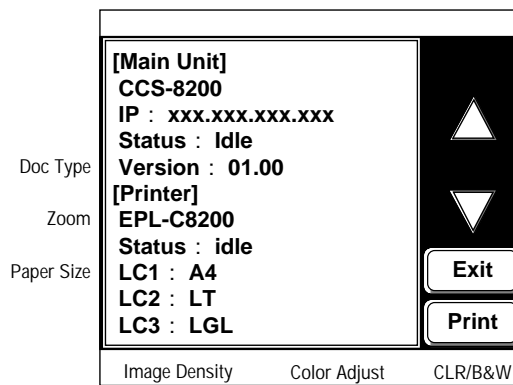 [Main Unit]
CCS-8200
IP : xxx.xxx.xxx.xxx
Status : Idle
Version : 01.00
[Printer]
EPL-C8200
Status : idle
LC1 : A4
LC2 : LT
LC3 : LGL
Doc Type
Zoom
Paper Size
Exit
Print
Image Density Color Adjust CLR/B&W